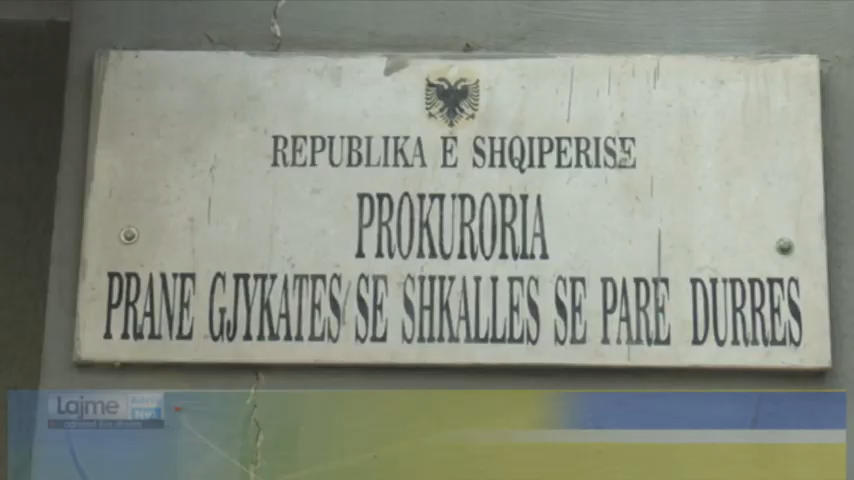 REPUBLIKA E SHQIPERISE
PROKURORIA
PRANE GJYKATES SE SHKALLES SE PARE DURRES
Lajme